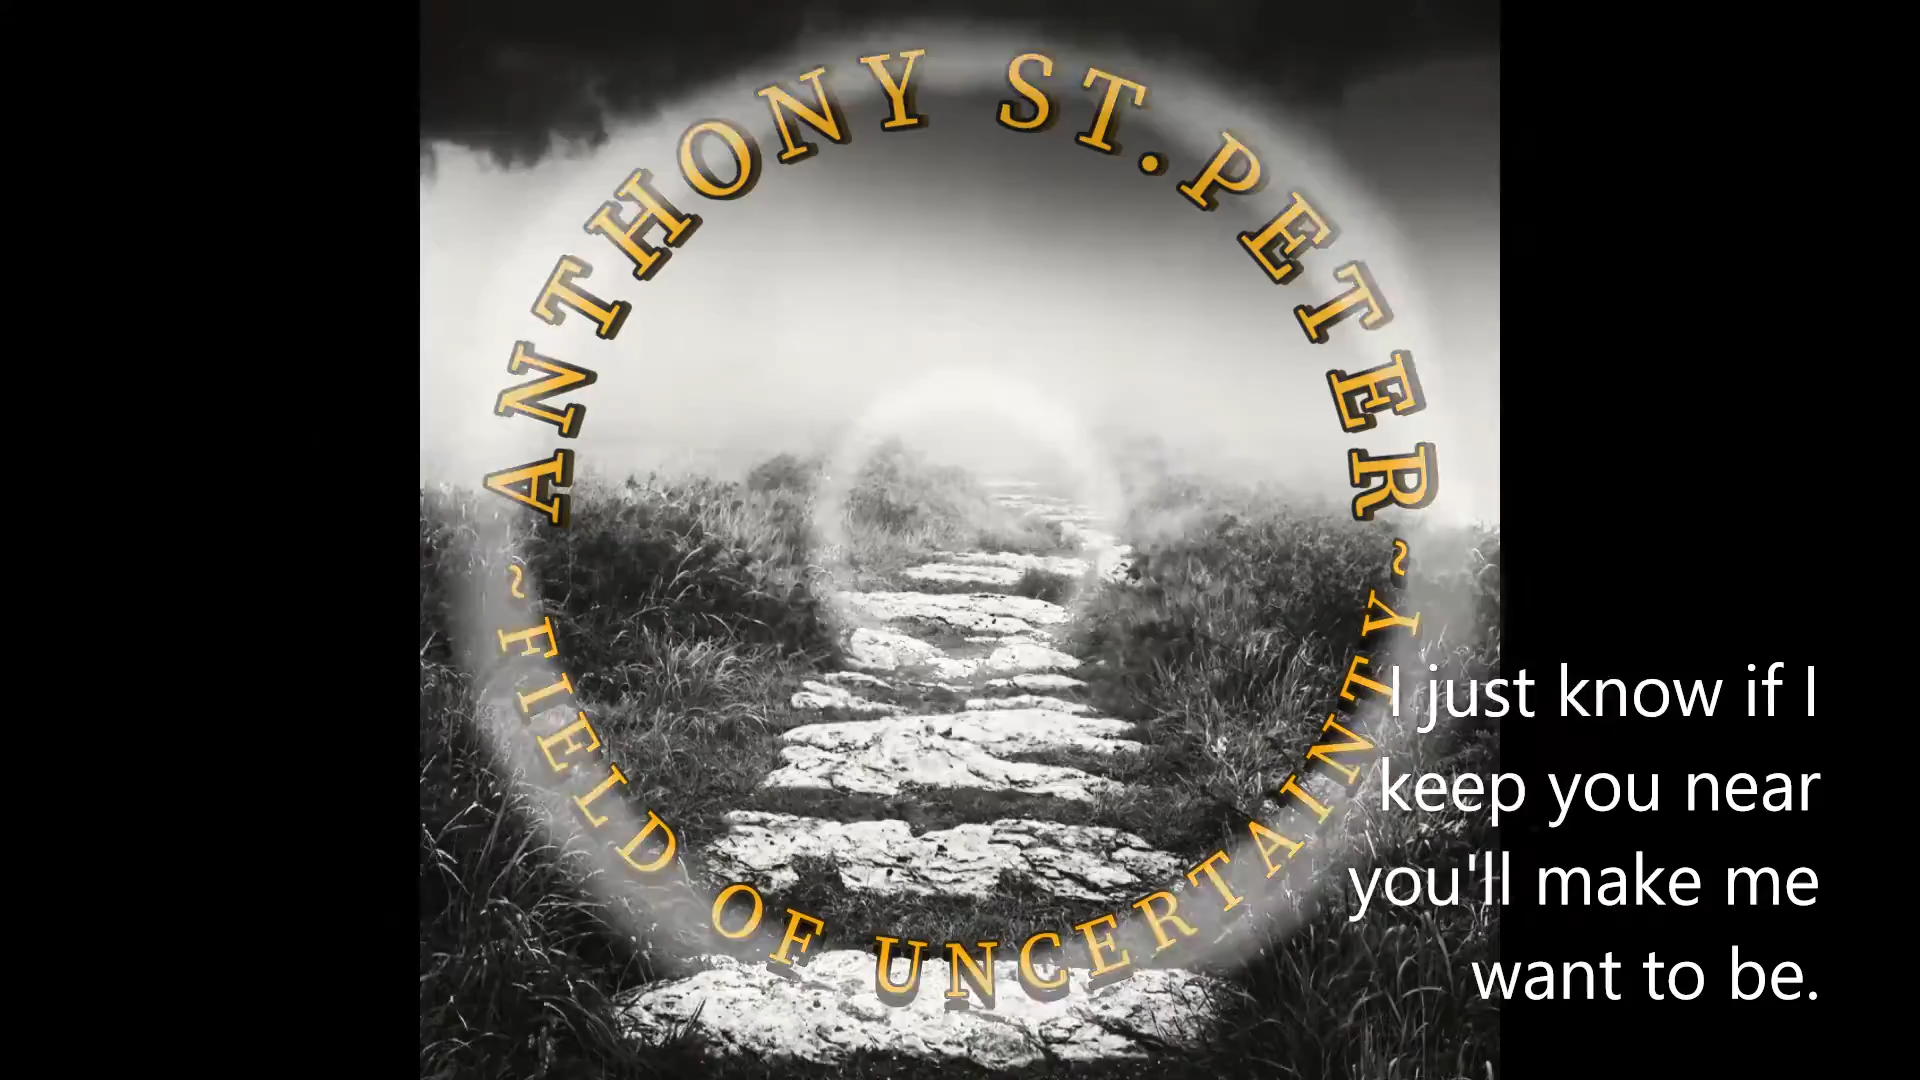 ANTHONY ST. PETER
~ FIELD OF UNCERTAINTY ~
I just know if I
keep you near
you'll make me
want to be.